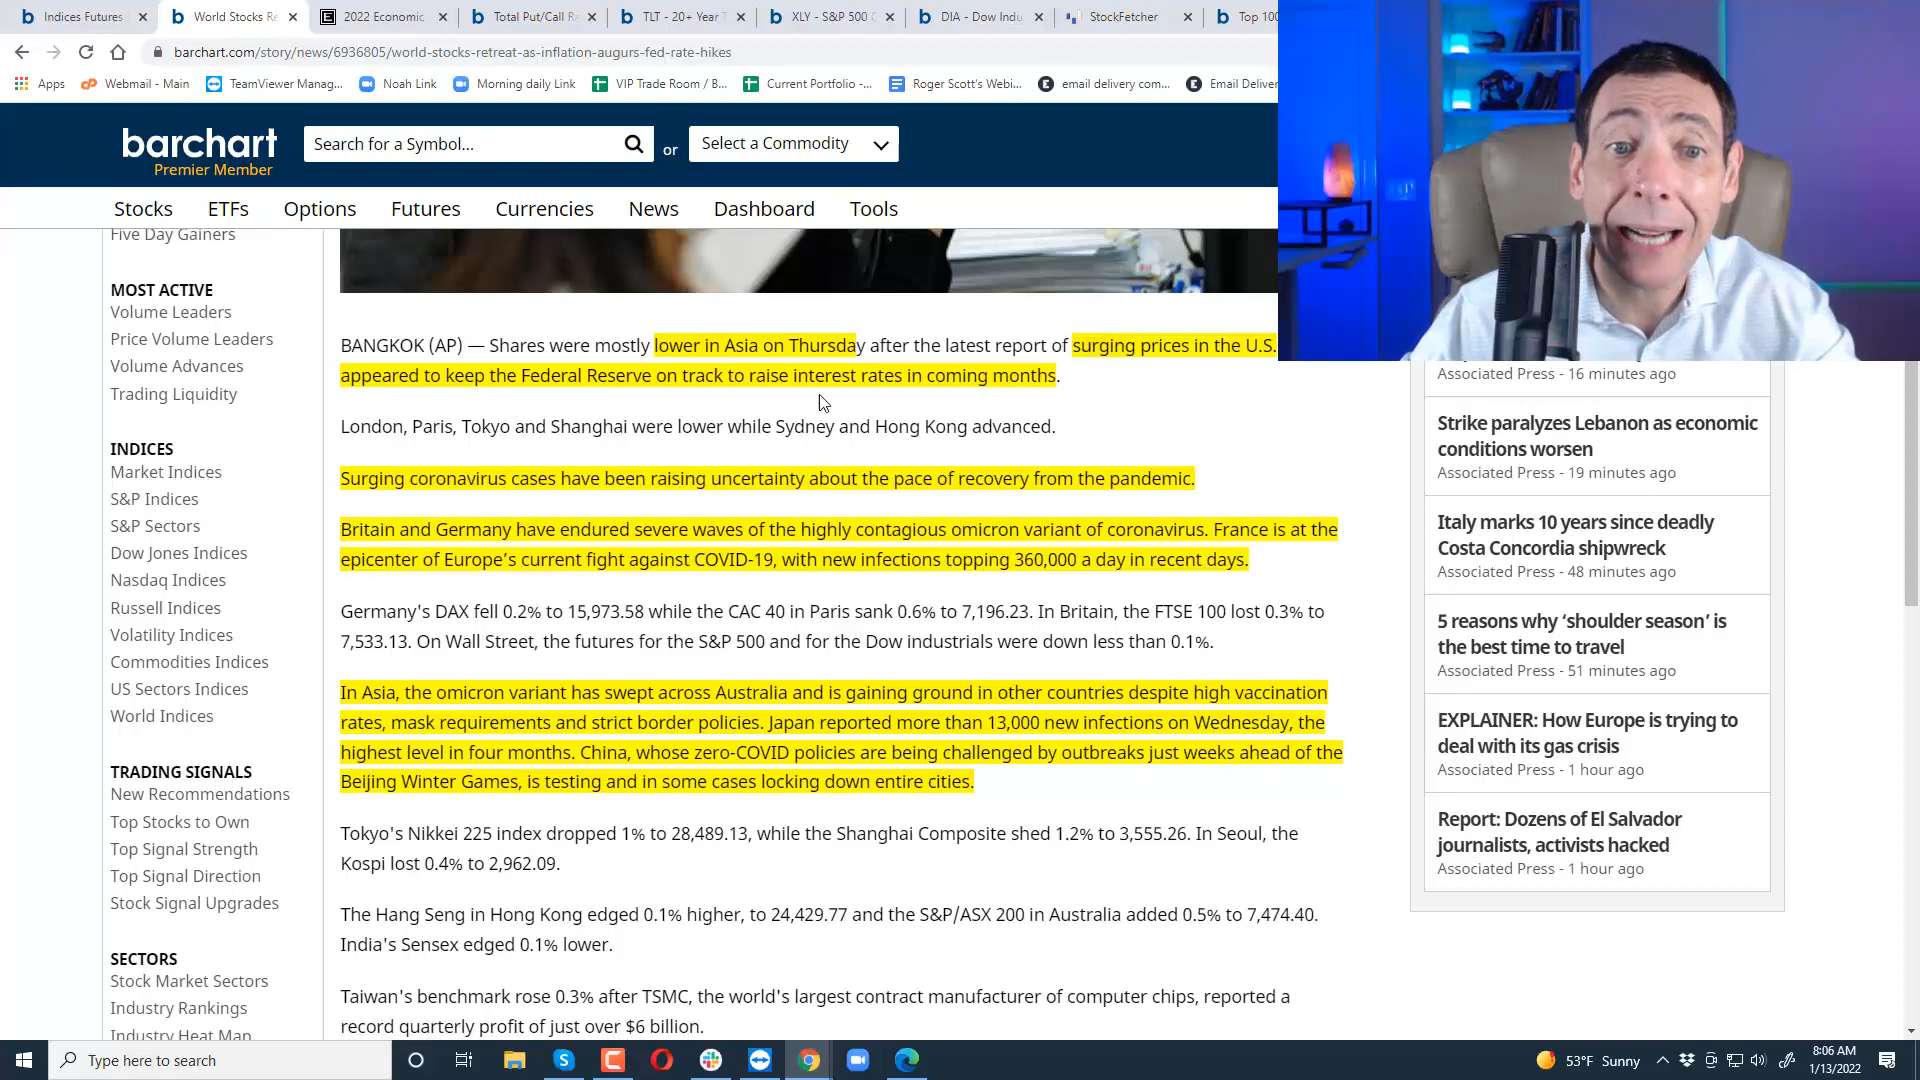 Indices Futures
World Stocks Re
2022 Economic
Total Put/Call Ra
TLT - 20+ Year T
XLY - S&P 500 C
DIA - Dow Indu
StockFetcher
Top 100
barchart.com/story/news/6936805/world-stocks-retreat-as-inflation-augurs-fed-rate-hikes
Apps
Webmail - Main
TeamViewer Manag...
Noah Link
Morning daily Link
VIP Trade Room / B...
Current Portfolio -...
Roger Scott's Webi...
email delivery com...
Email Deliver
barchart
Premier Member
Search for a Symbol...
or
Select a Commodity
Stocks
ETFs
Options
Futures
Currencies
News
Dashboard
Tools
Five Day Gainers
MOST ACTIVE
Volume Leaders
Price Volume Leaders
Volume Advances
Trading Liquidity
INDICES
Market Indices
S&P Indices
S&P Sectors
Dow Jones Indices
Nasdaq Indices
Russell Indices
Volatility Indices
Commodities Indices
US Sectors Indices
World Indices
TRADING SIGNALS
New Recommendations
Top Stocks to Own
Top Signal Strength
Top Signal Direction
Stock Signal Upgrades
SECTORS
Stock Market Sectors
Industry Rankings
Industry Heat Map
BANGKOK (AP) — Shares were mostly lower in Asia on Thursday after the latest report of surging prices in the U.S.
appeared to keep the Federal Reserve on track to raise interest rates in coming months.
London, Paris, Tokyo and Shanghai were lower while Sydney and Hong Kong advanced.
Surging coronavirus cases have been raising uncertainty about the pace of recovery from the pandemic.
Britain and Germany have endured severe waves of the highly contagious omicron variant of coronavirus. France is at the
epicenter of Europe's current fight against COVID-19, with new infections topping 360,000 a day in recent days.
Germany's DAX fell 0.2% to 15,973.58 while the CAC 40 in Paris sank 0.6% to 7,196.23. In Britain, the FTSE 100 lost 0.3% to
7,533.13. On Wall Street, the futures for the S&P 500 and for the Dow industrials were down less than 0.1%.
In Asia, the omicron variant has swept across Australia and is gaining ground in other countries despite high vaccination
rates, mask requirements and strict border policies. Japan reported more than 13,000 new infections on Wednesday, the
highest level in four months. China, whose zero-COVID policies are being challenged by outbreaks just weeks ahead of the
Beijing Winter Games, is testing and in some cases locking down entire cities.
Tokyo's Nikkei 225 index dropped 1% to 28,489.13, while the Shanghai Composite shed 1.2% to 3,555.26. In Seoul, the
Kospi lost 0.4% to 2,962.09.
The Hang Seng in Hong Kong edged 0.1% higher, to 24,429.77 and the S&P/ASX 200 in Australia added 0.5% to 7,474.40.
India's Sensex edged 0.1% lower.
Taiwan's benchmark rose 0.3% after TSMC, the world's largest contract manufacturer of computer chips, reported a
record quarterly profit of just over $6 billion.
Associated Press - 16 minutes ago
Strike paralyzes Lebanon as economic
conditions worsen
Associated Press - 19 minutes ago
Italy marks 10 years since deadly
Costa Concordia shipwreck
Associated Press - 48 minutes ago
5 reasons why 'shoulder season' is
the best time to travel
Associated Press - 51 minutes ago
EXPLAINER: How Europe is trying to
deal with its gas crisis
Associated Press - 1 hour ago
Report: Dozens of El Salvador
journalists, activists hacked
Associated Press - 1 hour ago
Type here to search
53°F Sunny
8:06 AM
1/13/2022